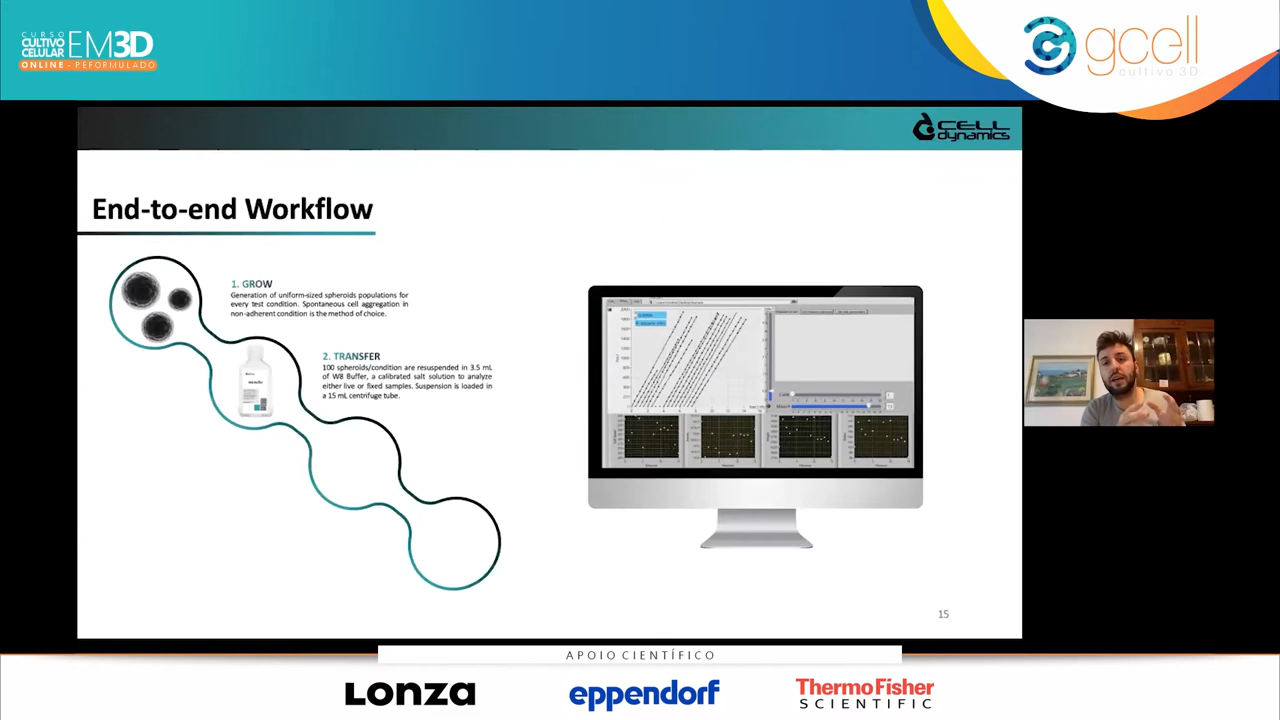 CURSO
CULTIVO
CELULAR
EM3D
ONLINE - REFORMULADO
gcell
cultivo 3D
CELL
dynamics
End-to-end Workflow
1. GROW
Generation of uniform-sized spheroids populations for
every test condition. Spontaneous cell aggregation in
non-adherent condition is the method of choice.
2. TRANSFER
100 spheroids/condition are resuspended in 3.5 mL
of W8 Buffer, a calibrated salt solution to analyze
either live or fixed samples. Suspension is loaded in
a 15 mL centrifuge tube.
15
APOIO CIENTÍFICO
Lonza
eppendorf
ThermoFisher
SCIENTIFIC